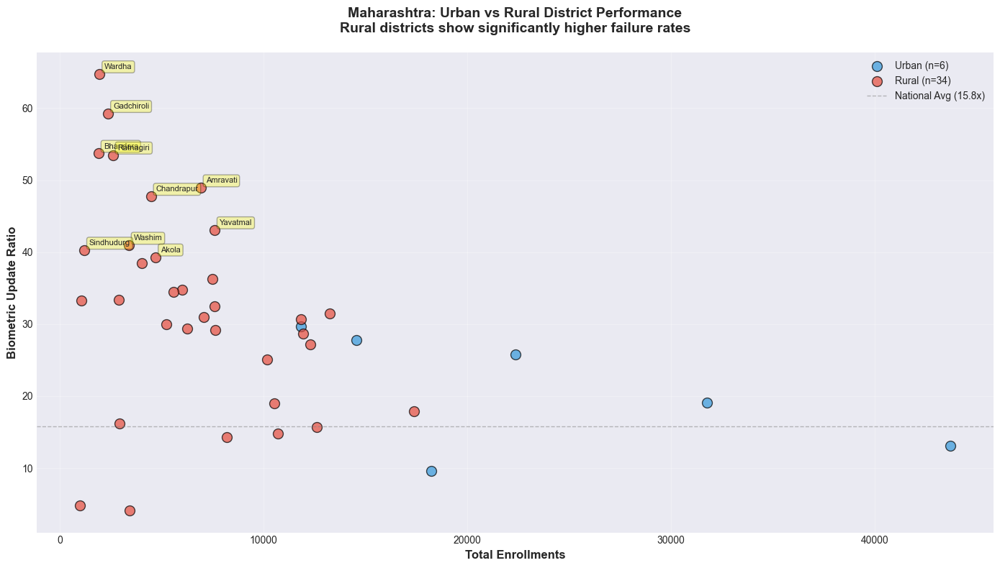 Maharashtra: Urban vs Rural District Performance
Rural districts show significantly higher failure rates
Urban (n=6)
Rural (n=34)
National Avg (15.8x)
Wardha
Gadchiroli
Bhandara
Ratnagiri
Amravati
Chandrapur
Yavatmal
Washim
Sindhudurg
Akola
Biometric Update Ratio
60
50
40
30
20
10
0
10000
20000
30000
40000
Total Enrollments